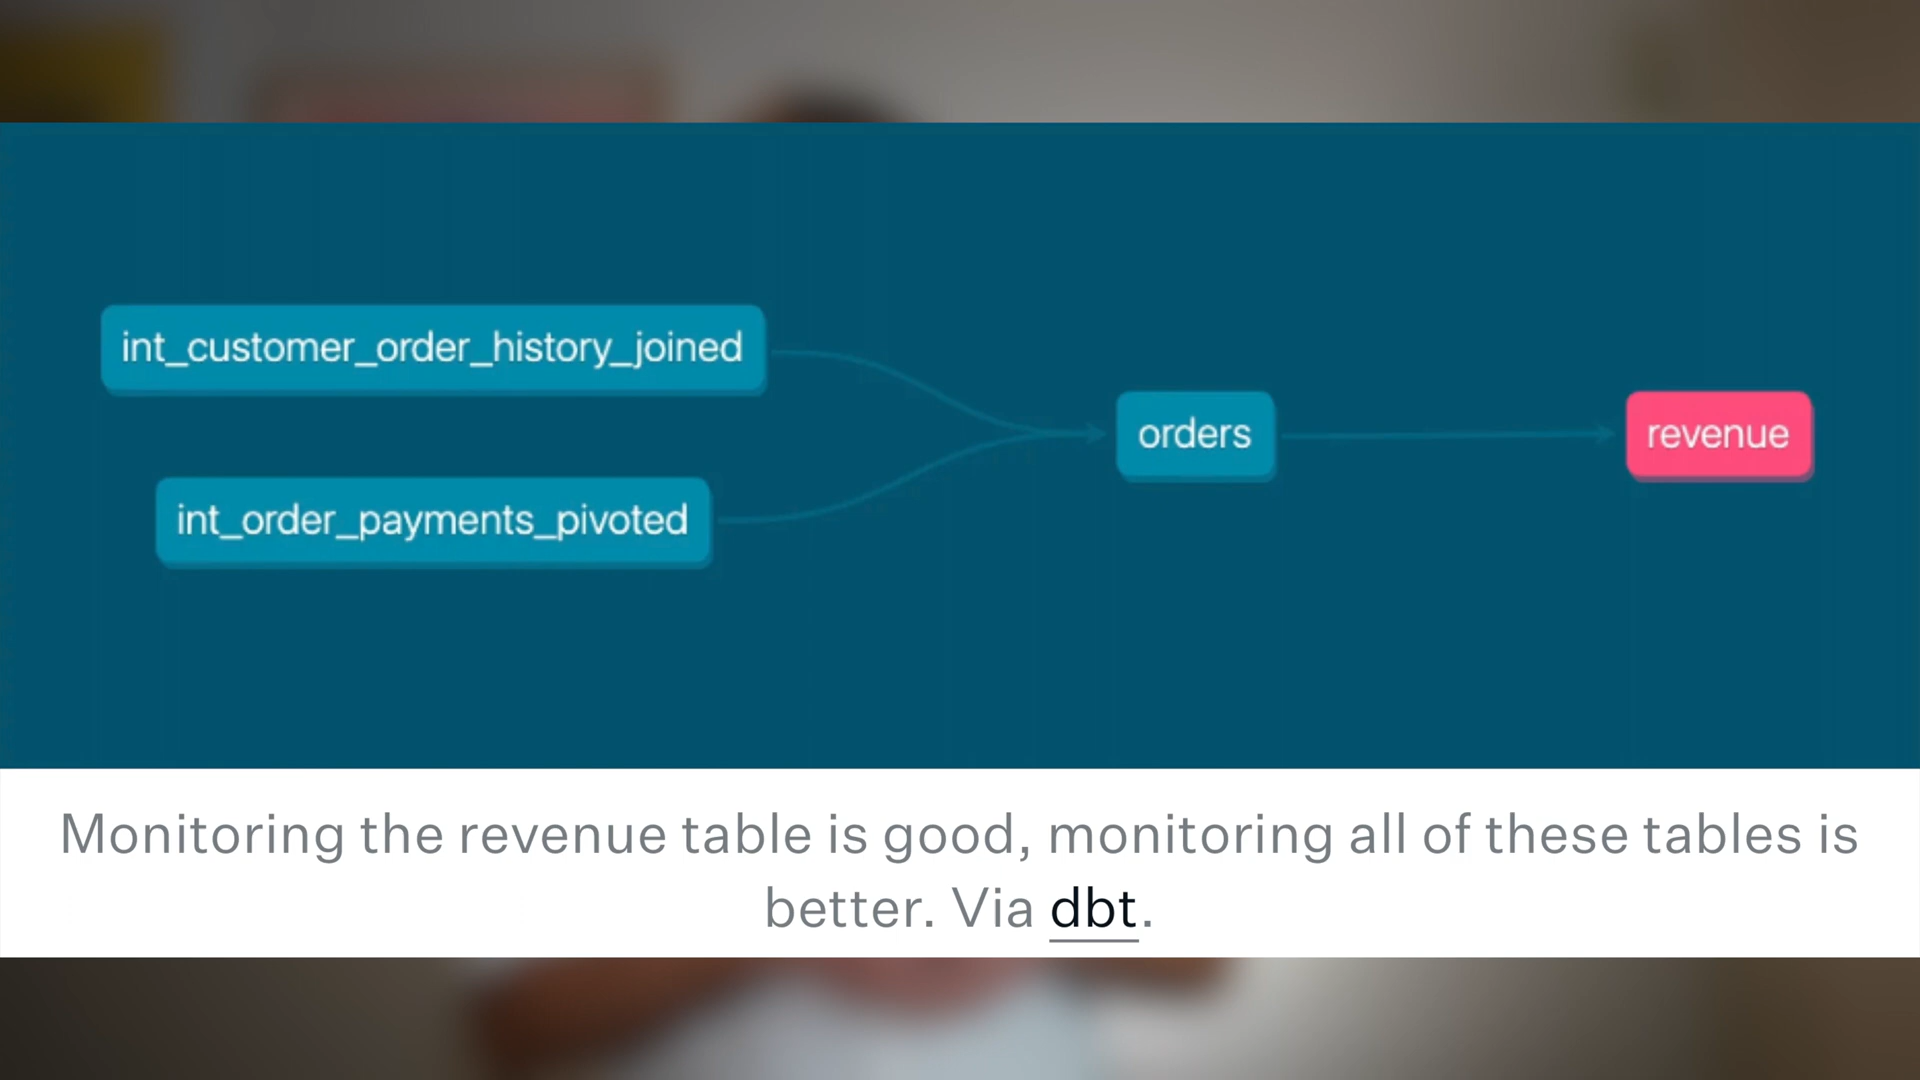 int_customer_order_history_joined
int_order_payments_pivoted
orders
revenue
Monitoring the revenue table is good, monitoring all of these tables is
better. Via dbt.